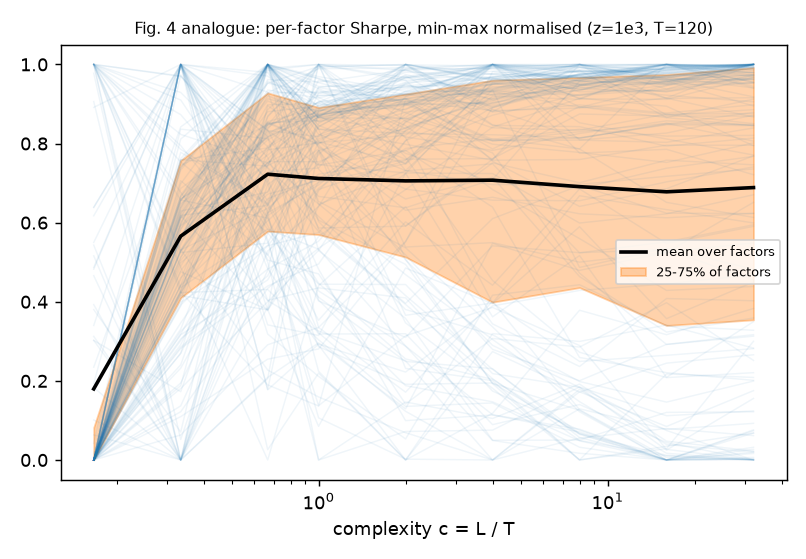 Fig. 4 analogue: per-factor Sharpe, min-max normalised (z=1e3, T=120)
1.0
0.8
0.6
0.4
0.2
0.0
mean over factors
25-75% of factors
10⁰
10¹
complexity c = L / T